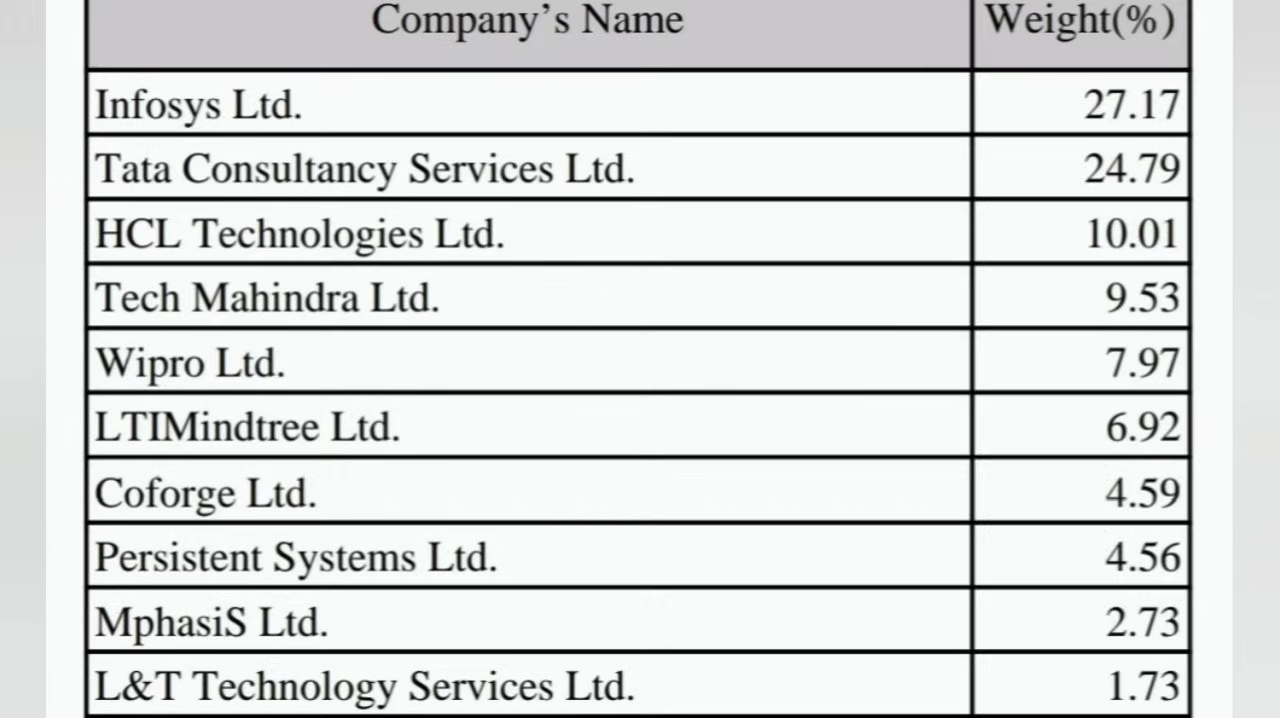 Company’s Name Weight(%)
Infosys Ltd. 27.17
Tata Consultancy Services Ltd. 24.79
HCL Technologies Ltd. 10.01
Tech Mahindra Ltd. 9.53
Wipro Ltd. 7.97
LTIMindtree Ltd. 6.92
Coforge Ltd. 4.59
Persistent Systems Ltd. 4.56
MphasiS Ltd. 2.73
L&T Technology Services Ltd. 1.73